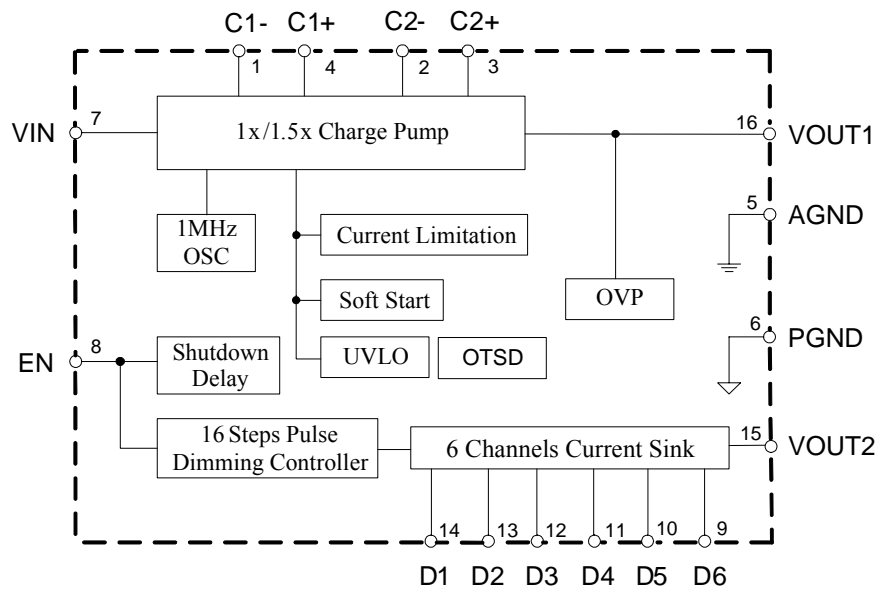 C1- C1+ C2- C2+
1 4 2 3
VIN 7
1x/1.5x Charge Pump
16 VOUT1
5 AGND
1MHz
OSC
Current Limitation
Soft Start
OVP
6 PGND
EN 8
Shutdown
Delay
UVLO
OTSD
16 Steps Pulse
Dimming Controller
6 Channels Current Sink
15 VOUT2
14 13 12 11 10 9
D1 D2 D3 D4 D5 D6